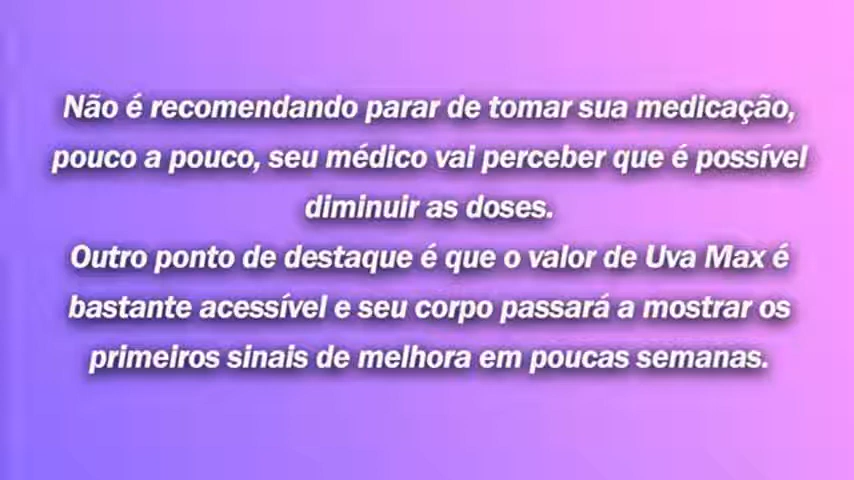 Não é recomendando parar de tomar sua medicação,
pouco a pouco, seu médico vai perceber que é possível
diminuir as doses.
Outro ponto de destaque é que o valor de Uva Max é
bastante acessível e seu corpo passará a mostrar os
primeiros sinais de melhora em poucas semanas.